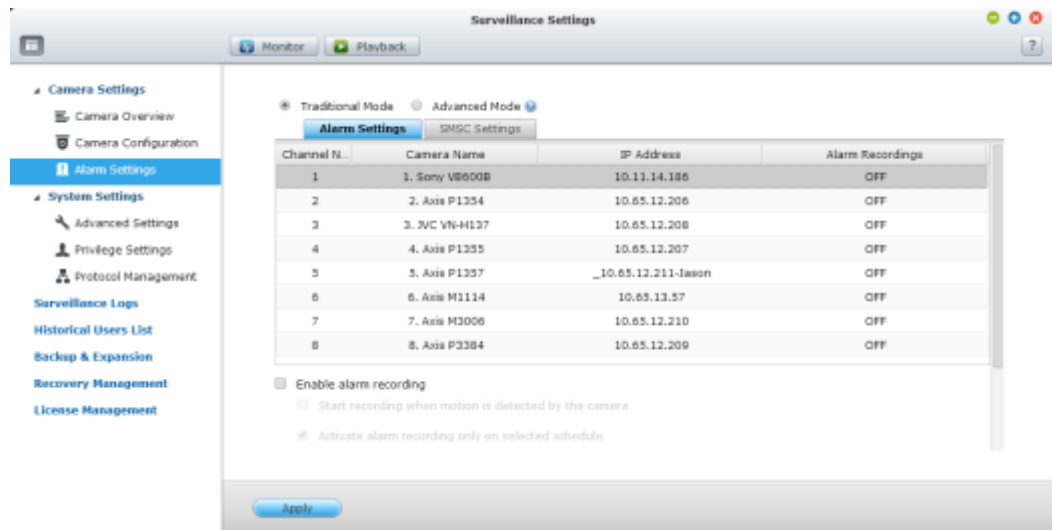 Surveillance Settings
Monitor Playback ?
Camera Settings
Camera Overview
Camera Configuration
Alarm Settings
System Settings
Advanced Settings
Privilege Settings
Protocol Management
Surveillance Logs
Historical Users List
Backup & Expansion
Recovery Management
License Management
Traditional Mode Advanced Mode
Alarm Settings SMSC Settings
Channel N... Camera Name IP Address Alarm Recordings
1 1. Sony VB600B 10.11.14.186 OFF
2 2. Axis P1354 10.65.12.206 OFF
3 3. JVC VN-H137 10.65.12.208 OFF
4 4. Axis P1355 10.65.12.207 OFF
5 5. Axis P1357 _10.65.12.211-Jason OFF
6 6. Axis M1114 10.65.13.57 OFF
7 7. Axis M3006 10.65.12.210 OFF
8 8. Axis P3384 10.65.12.209 OFF
Enable alarm recording
Start recording when motion is detected by the camera
Activate alarm recording only on selected schedule
Apply